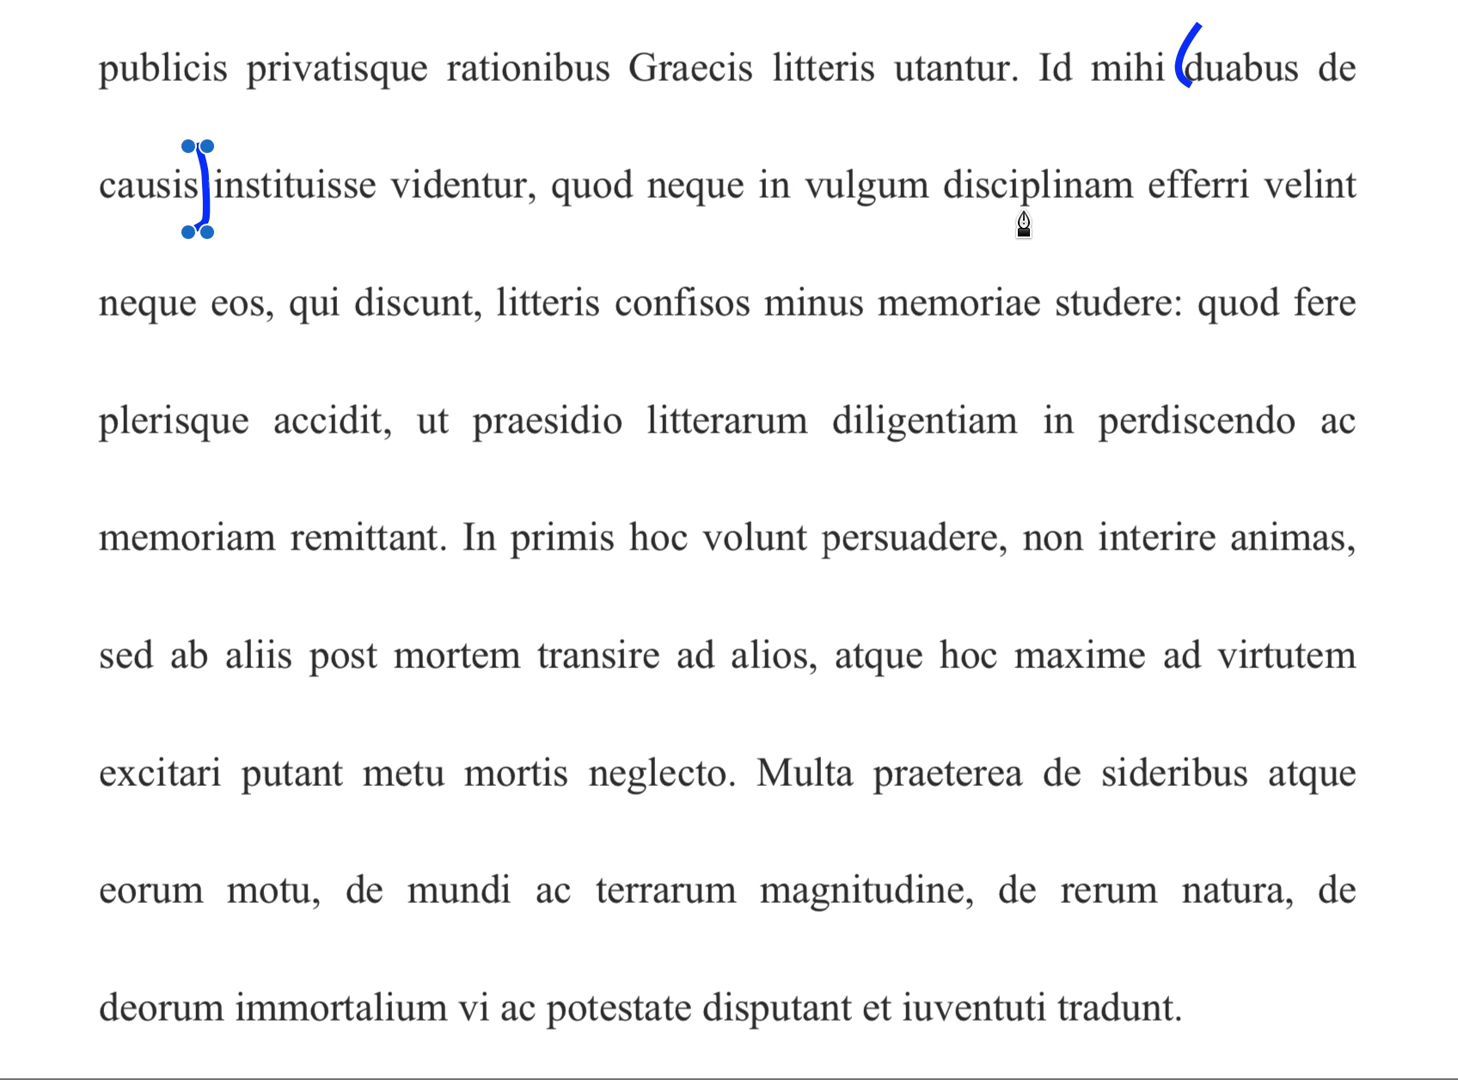 publicis privatisque rationibus Graecis litteris utantur. Id mihi (duabus de
causis) instituisse videntur, quod neque in vulgum disciplinam efferri velint
neque eos, qui discunt, litteris confisos minus memoriae studere: quod fere
plerisque accidit, ut praesidio litterarum diligentiam in perdiscendo ac
memoriam remittant. In primis hoc volunt persuadere, non interire animas,
sed ab aliis post mortem transire ad alios, atque hoc maxime ad virtutem
excitari putant metu mortis neglecto. Multa praeterea de sideribus atque
eorum motu, de mundi ac terrarum magnitudine, de rerum natura, de
deorum immortalium vi ac potestate disputant et iuventuti tradunt.